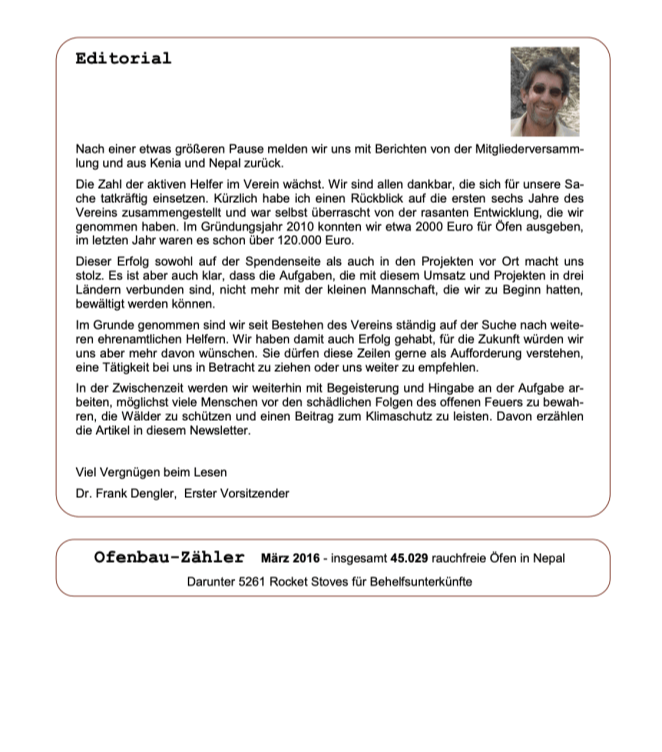 Editorial
Nach einer etwas größeren Pause melden wir uns mit Berichten von der Mitgliederversamm-
lung und aus Kenia und Nepal zurück.
Die Zahl der aktiven Helfer im Verein wächst. Wir sind allen dankbar, die sich für unsere Sa-
che tatkräftig einsetzen. Kürzlich habe ich einen Rückblick auf die ersten sechs Jahre des
Vereins zusammengestellt und war selbst überrascht von der rasanten Entwicklung, die wir
genommen haben. Im Gründungsjahr 2010 konnten wir etwa 2000 Euro für Öfen ausgeben,
im letzten Jahr waren es schon über 120.000 Euro.
Dieser Erfolg sowohl auf der Spendenseite als auch in den Projekten vor Ort macht uns
stolz. Es ist aber auch klar, dass die Aufgaben, die mit diesem Umsatz und Projekten in drei
Ländern verbunden sind, nicht mehr mit der kleinen Mannschaft, die wir zu Beginn hatten,
bewältigt werden können.
Im Grunde genommen sind wir seit Bestehen des Vereins ständig auf der Suche nach weite-
ren ehrenamtlichen Helfern. Wir haben damit auch Erfolg gehabt, für die Zukunft würden wir
uns aber mehr davon wünschen. Sie dürfen diese Zeilen gerne als Aufforderung verstehen,
eine Tätigkeit bei uns in Betracht zu ziehen oder uns weiter zu empfehlen.
In der Zwischenzeit werden wir weiterhin mit Begeisterung und Hingabe an der Aufgabe ar-
beiten, möglichst viele Menschen vor den schädlichen Folgen des offenen Feuers zu bewah-
ren, die Wälder zu schützen und einen Beitrag zum Klimaschutz zu leisten. Davon erzählen
die Artikel in diesem Newsletter.
Viel Vergnügen beim Lesen
Dr. Frank Dengler, Erster Vorsitzender
Ofenbau-Zähler März 2016 - insgesamt 45.029 rauchfreie Öfen in Nepal
Darunter 5261 Rocket Stoves für Behelfsunterkünfte